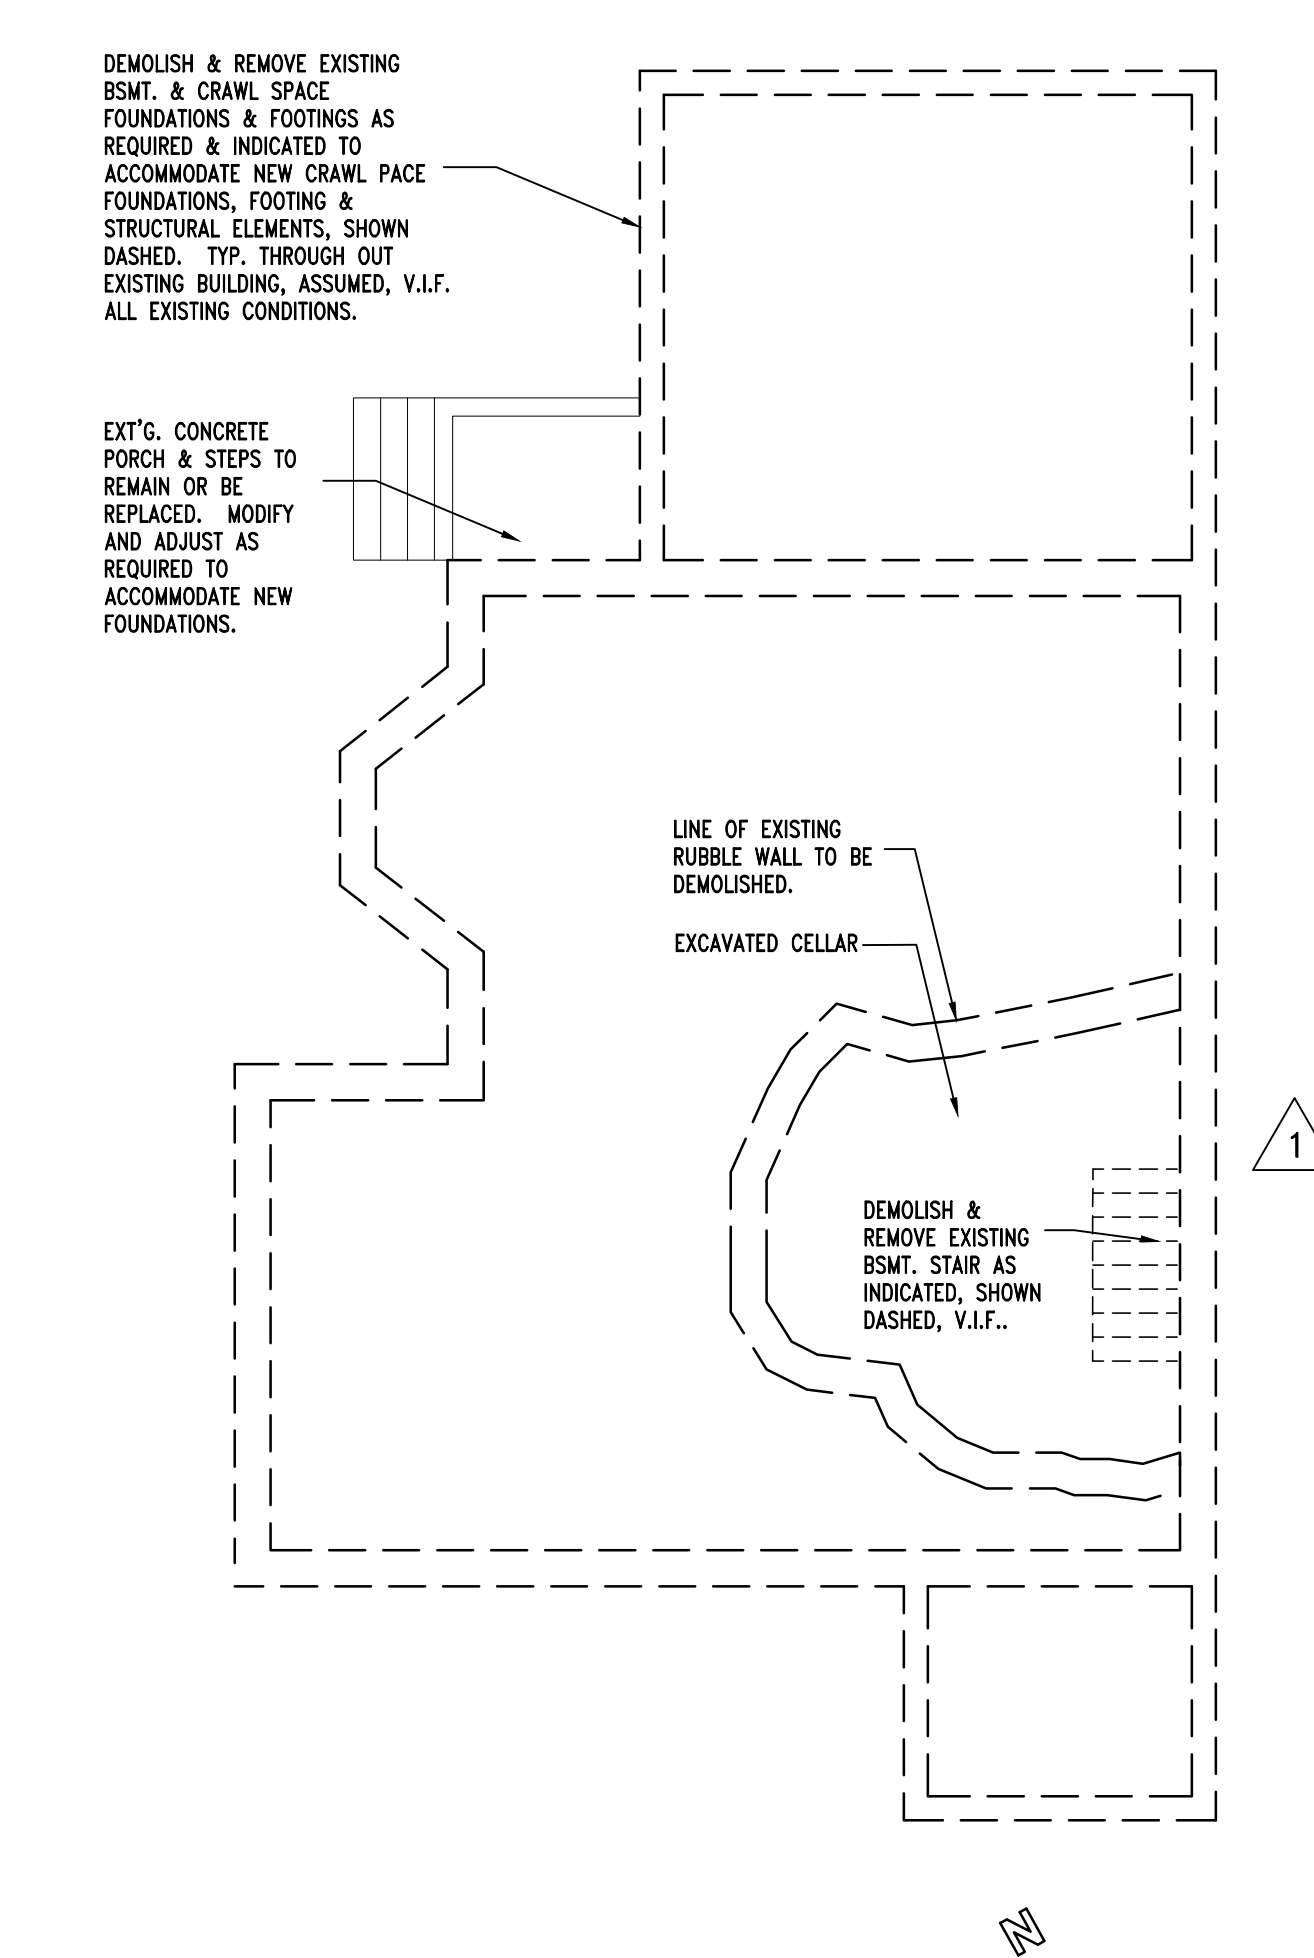 DEMOLISH & REMOVE EXISTING
BSMT. & CRAWL SPACE
FOUNDATIONS & FOOTINGS AS
REQUIRED & INDICATED TO
ACCOMMODATE NEW CRAWL PACE
FOUNDATIONS, FOOTING &
STRUCTURAL ELEMENTS, SHOWN
DASHED. TYP. THROUGH OUT
EXISTING BUILDING, ASSUMED, V.I.F.
ALL EXISTING CONDITIONS.
EXT'G. CONCRETE
PORCH & STEPS TO
REMAIN OR BE
REPLACED. MODIFY
AND ADJUST AS
REQUIRED TO
ACCOMMODATE NEW
FOUNDATIONS.
LINE OF EXISTING
RUBBLE WALL TO BE
DEMOLISHED.
EXCAVATED CELLAR
1
DEMOLISH &
REMOVE EXISTING
BSMT. STAIR AS
INDICATED, SHOWN
DASHED, V.I.F..
N